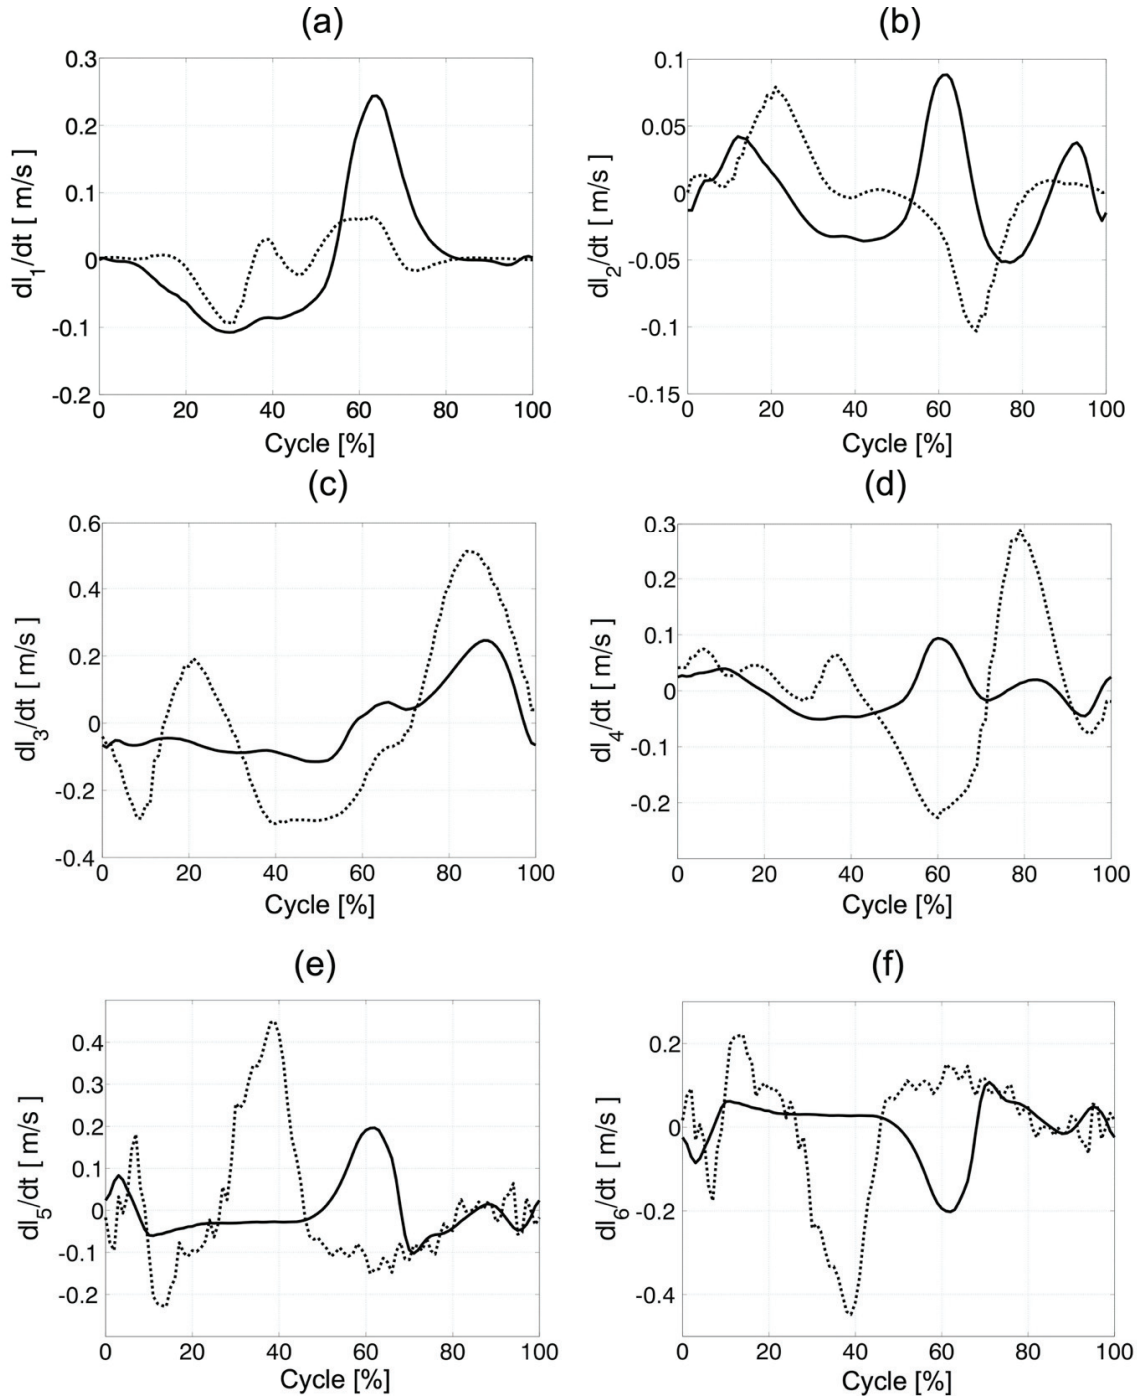 (a)
0.3
0.2
0.1
0
-0.1
-0.2
dl1/dt [ m/s ]
0 20 40 60 80 100
Cycle [%]
(b)
0.1
0.05
0
-0.05
-0.1
-0.15
dl2/dt [ m/s ]
0 20 40 60 80 100
Cycle [%]
(c)
0.6
0.4
0.2
0
-0.2
-0.4
dl3/dt [ m/s ]
0 20 40 60 80 100
Cycle [%]
(d)
0.3
0.2
0.1
0
-0.1
-0.2
dl4/dt [ m/s ]
0 20 40 60 80 100
Cycle [%]
(e)
0.4
0.3
0.2
0.1
0
-0.1
-0.2
dl5/dt [ m/s ]
0 20 40 60 80 100
Cycle [%]
(f)
0.2
0
-0.2
-0.4
dl6/dt [ m/s ]
0 20 40 60 80 100
Cycle [%]